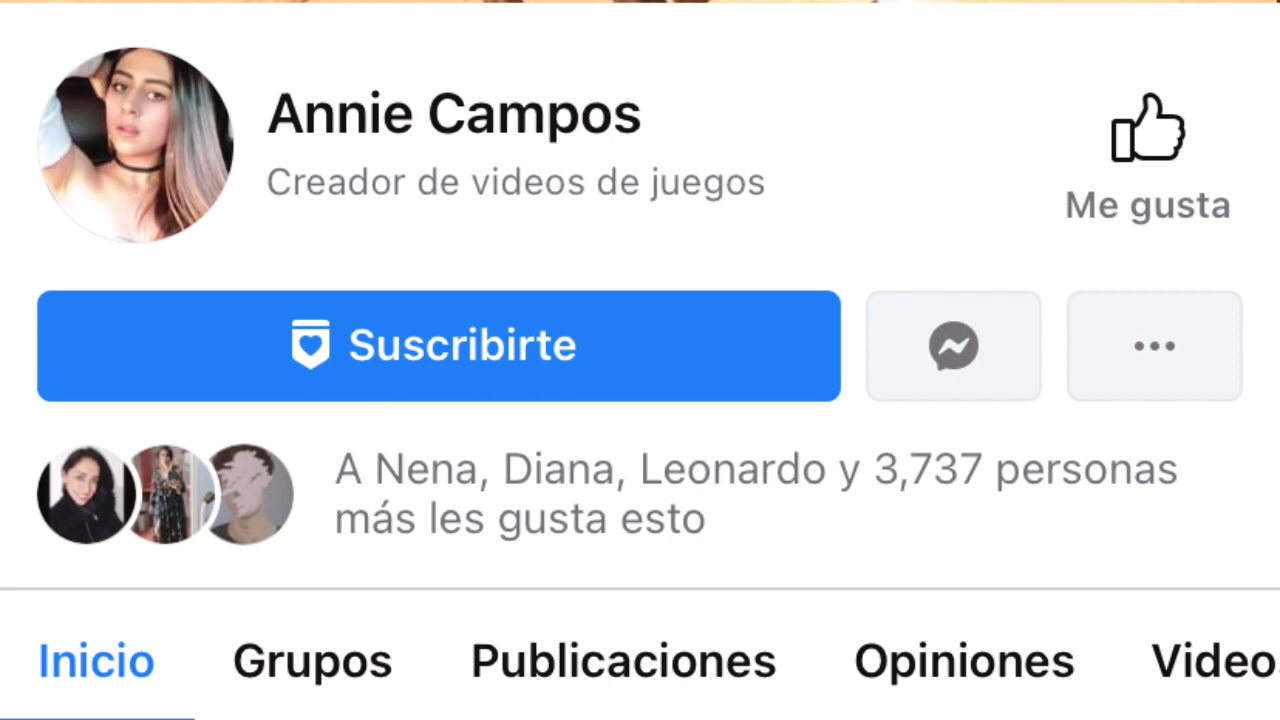 Annie Campos
Creador de videos de juegos
Me gusta
Suscribirte
A Nena, Diana, Leonardo y 3,737 personas
más les gusta esto
Inicio Grupos Publicaciones Opiniones Video